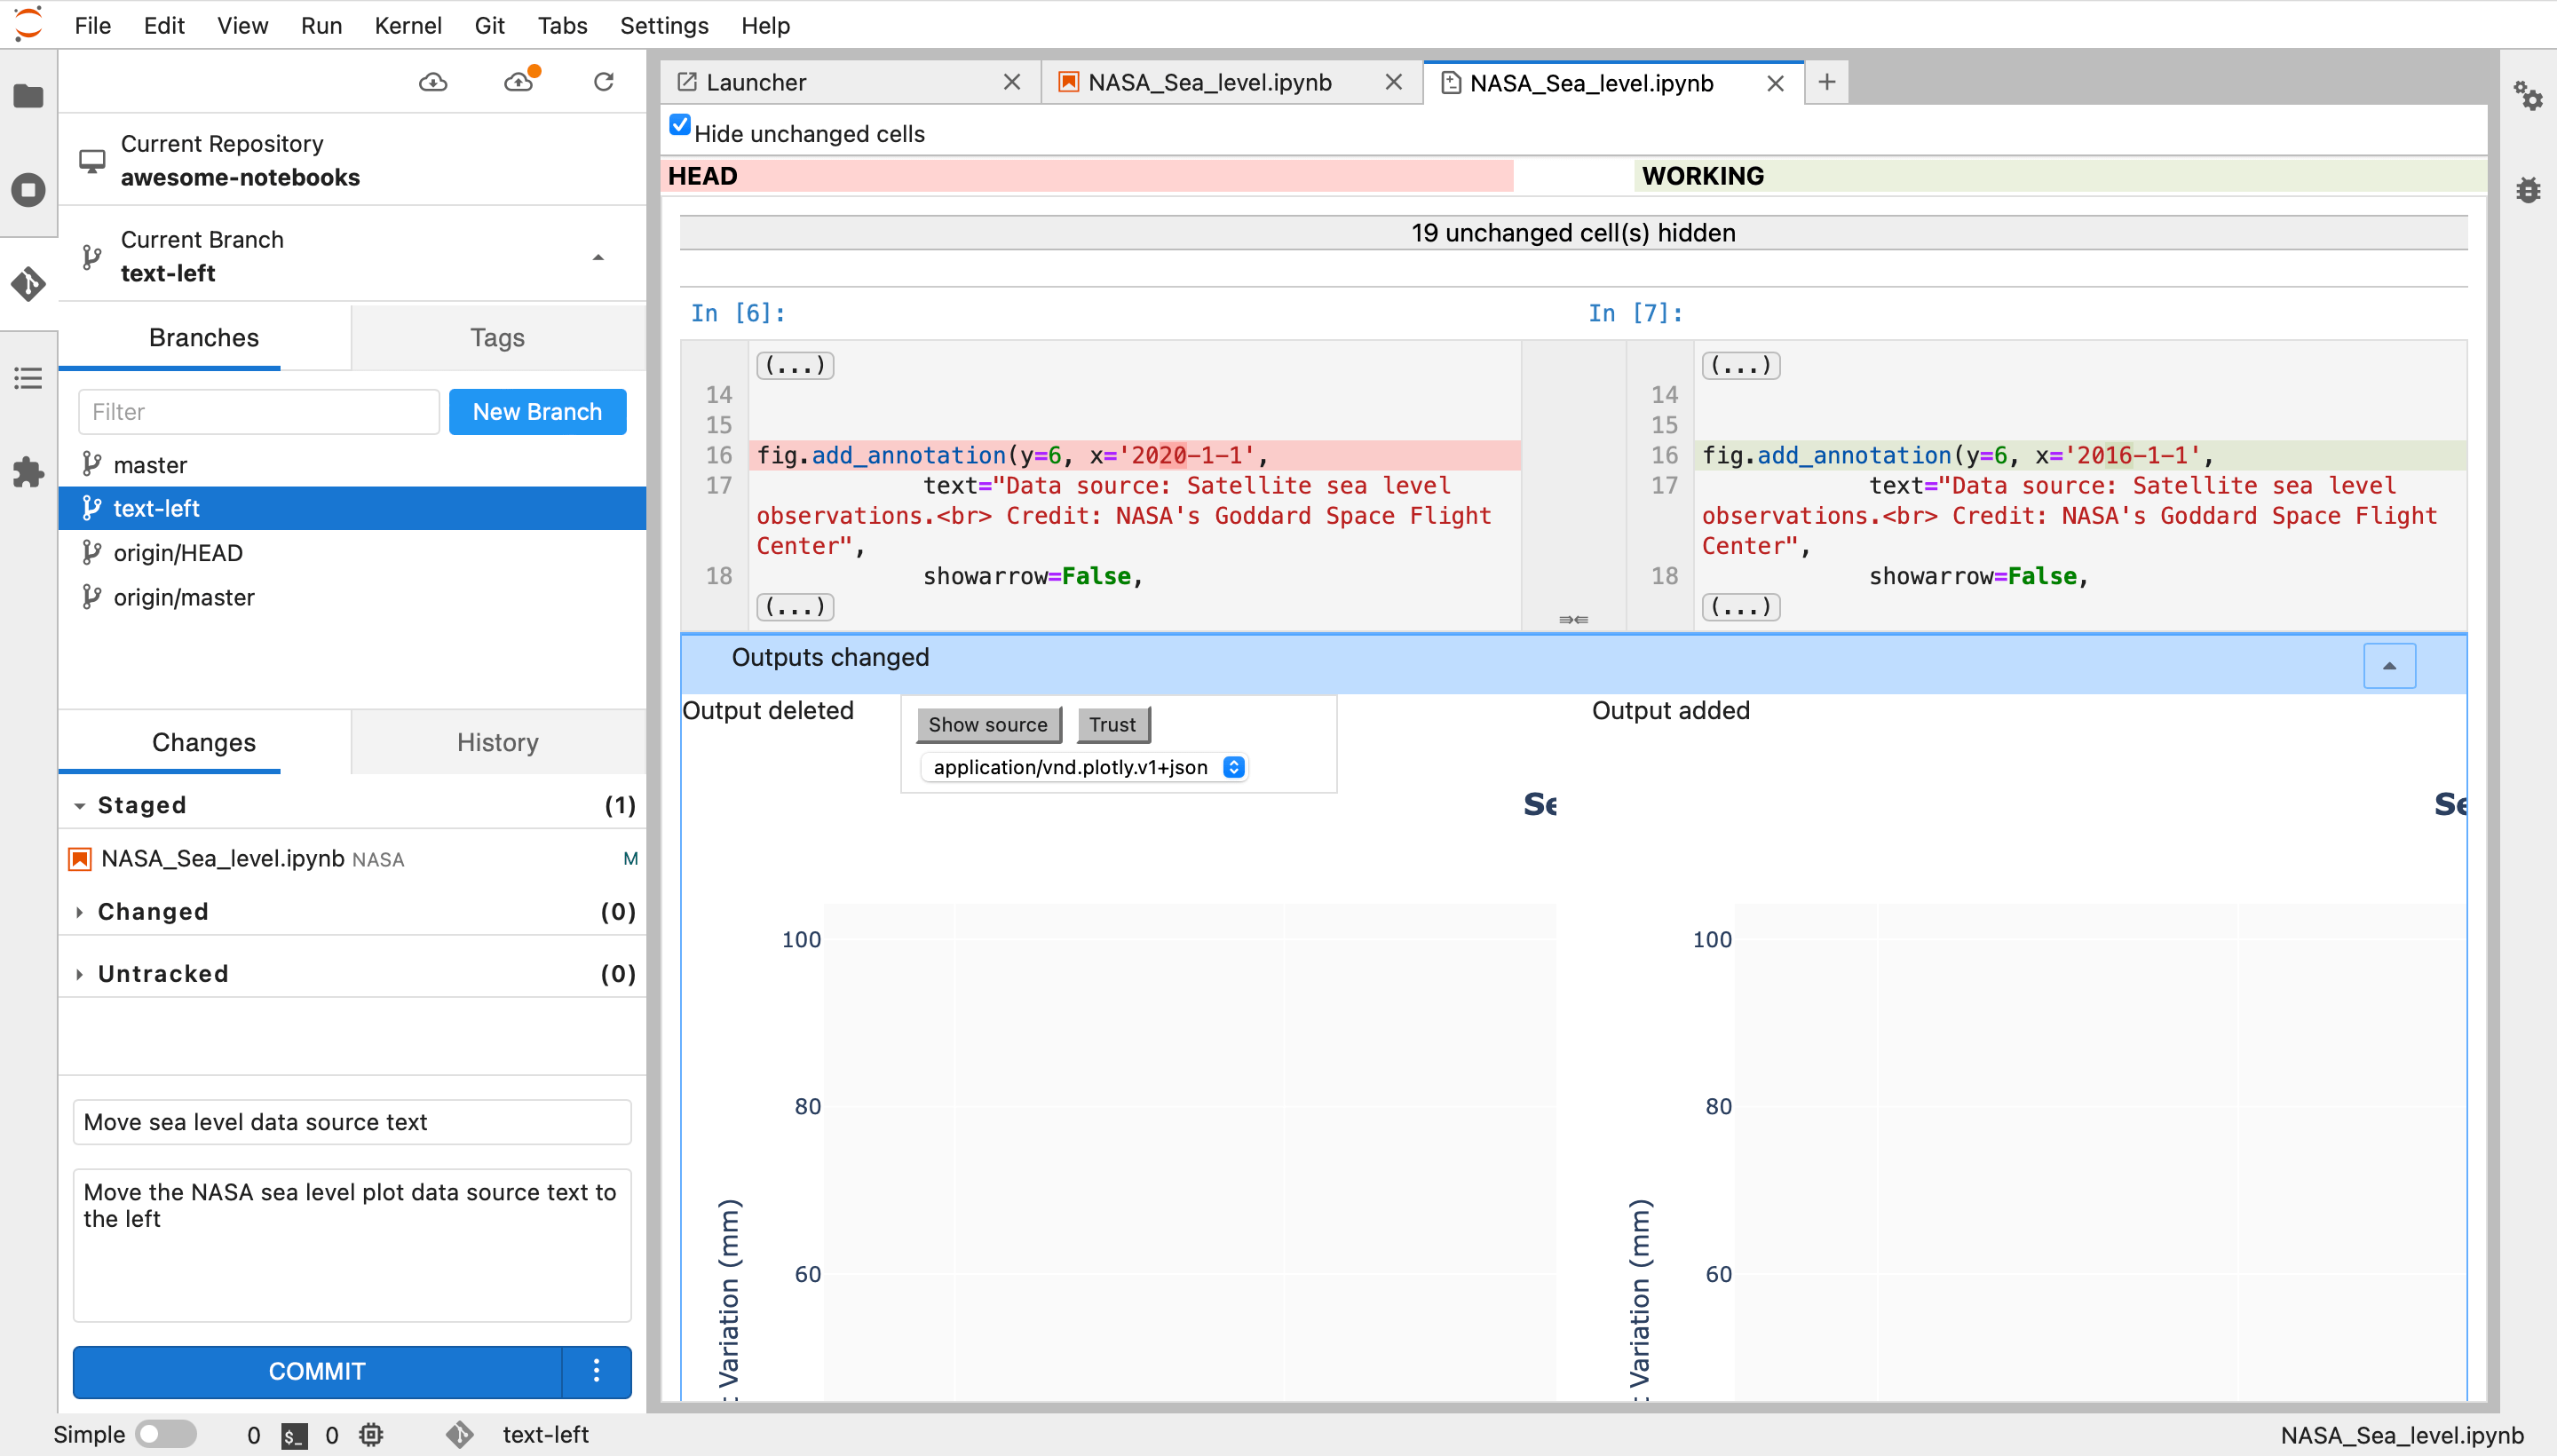 File Edit View Run Kernel Git Tabs Settings Help
Current Repository
awesome-notebooks
Current Branch
text-left
Branches Tags
Filter New Branch
master
text-left
origin/HEAD
origin/master
Changes History
Staged (1)
NASA_Sea_level.ipynb NASA M
Changed (0)
Untracked (0)
Move sea level data source text
Move the NASA sea level plot data source text to
the left
COMMIT
Launcher NASA_Sea_level.ipynb NASA_Sea_level.ipynb
Hide unchanged cells
HEAD WORKING
19 unchanged cell(s) hidden
In [6]:
(...)
14
15
16 fig.add_annotation(y=6, x='2020-1-1',
17 text="Data source: Satellite sea level
observations.<br> Credit: NASA's Goddard Space Flight
Center",
18 showarrow=False,
(...)
In [7]:
(...)
14
15
16 fig.add_annotation(y=6, x='2016-1-1',
17 text="Data source: Satellite sea level
observations.<br> Credit: NASA's Goddard Space Flight
Center",
18 showarrow=False,
(...)
Outputs changed
Output deleted
Show source Trust
application/vnd.plotly.v1+json
Se
100
80
60
Variation (mm)
Output added
Se
100
80
60
Variation (mm)
Simple 0 $_ 0 text-left NASA_Sea_level.ipynb